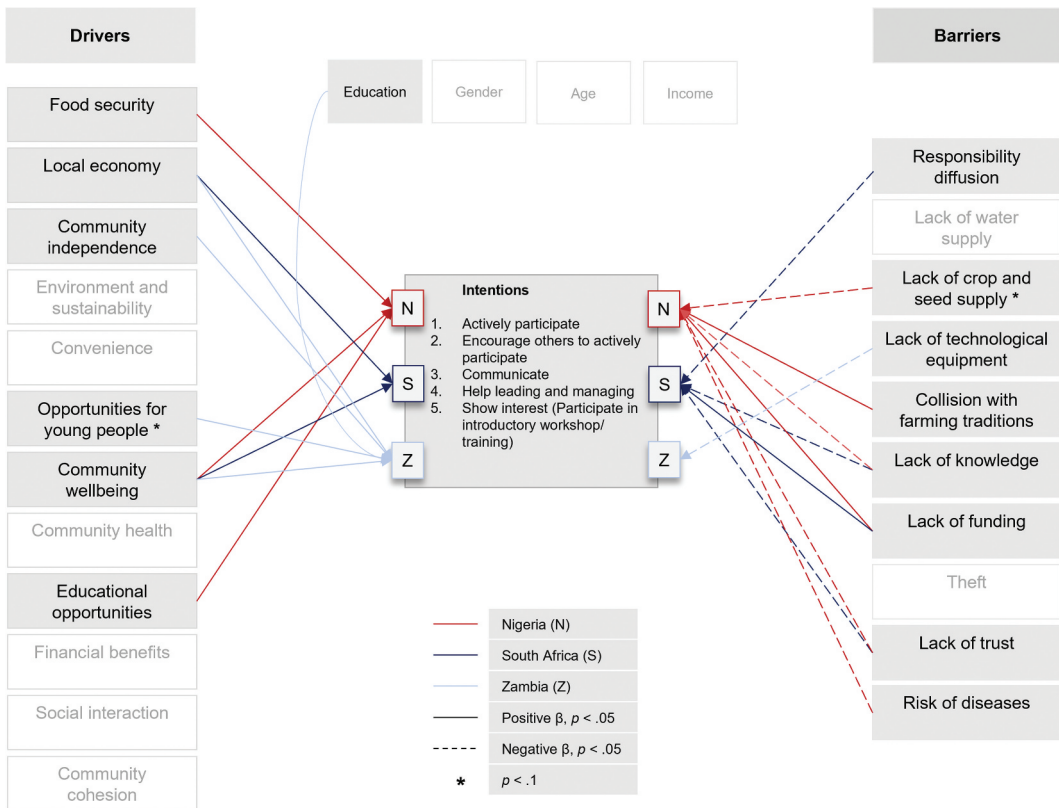 Drivers
Food security
Local economy
Community
independence
Environment and
sustainability
Convenience
Opportunities for
young people *
Community
wellbeing
Community health
Educational
opportunities
Financial benefits
Social interaction
Community
cohesion
Education
Gender
Age
Income
N
S
Z
Intentions
1. Actively participate
2. Encourage others to actively
participate
3. Communicate
4. Help leading and managing
5. Show interest (Participate in
introductory workshop/
training)
N
S
Z
Nigeria (N)
South Africa (S)
Zambia (Z)
Positive β, p < .05
Negative β, p < .05
* p < .1
Barriers
Responsibility
diffusion
Lack of water
supply
Lack of crop and
seed supply *
Lack of technological
equipment
Collision with
farming traditions
Lack of knowledge
Lack of funding
Theft
Lack of trust
Risk of diseases